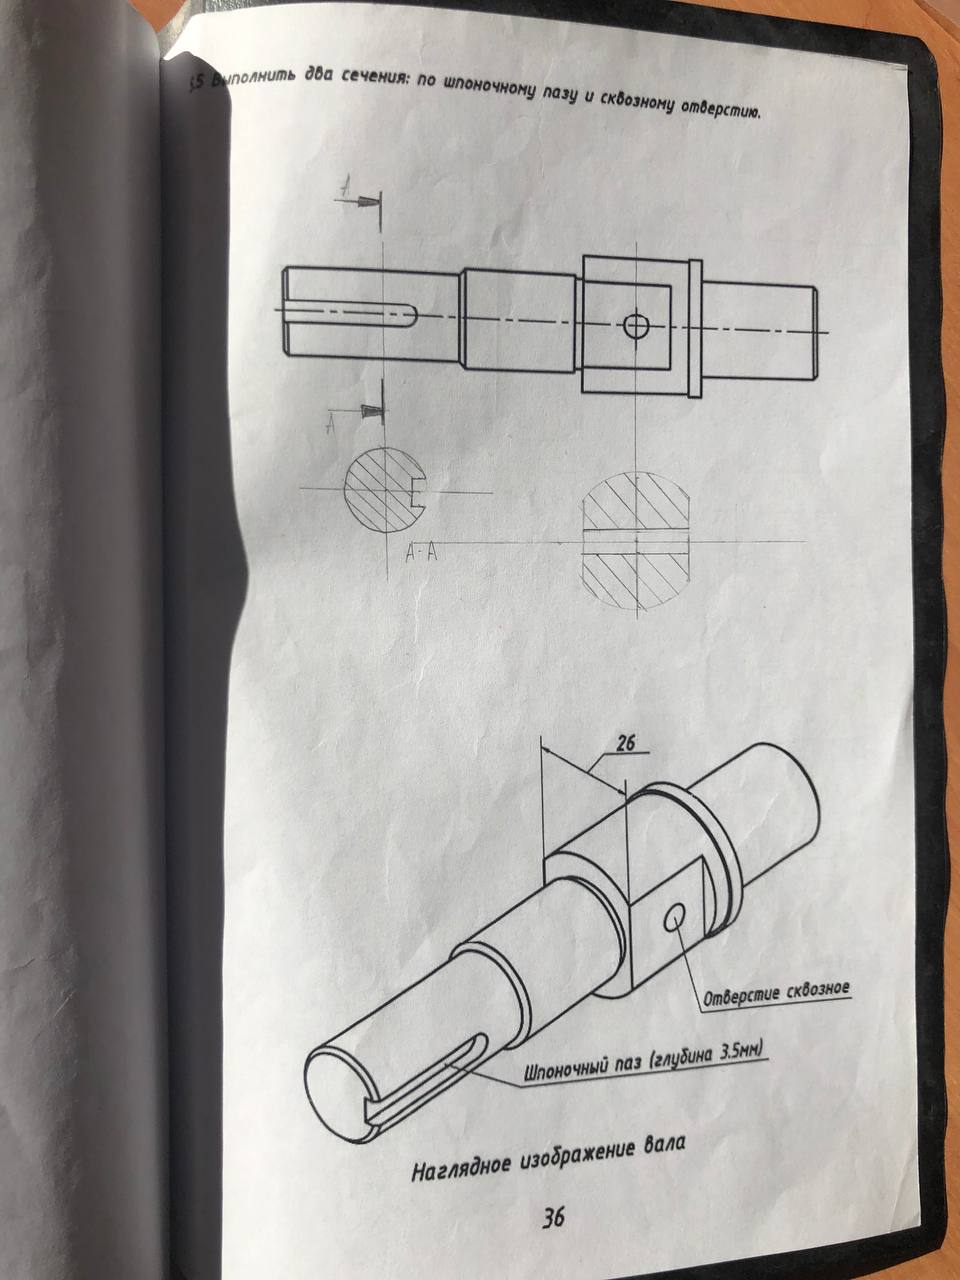 .5 Выполнить два сечения: по шпоночному пазу и сквозному отверстию.
А
А
А-А
26
Отверстие сквозное
Шпоночный паз (глубина 3.5мм)
Наглядное изображение вала
36